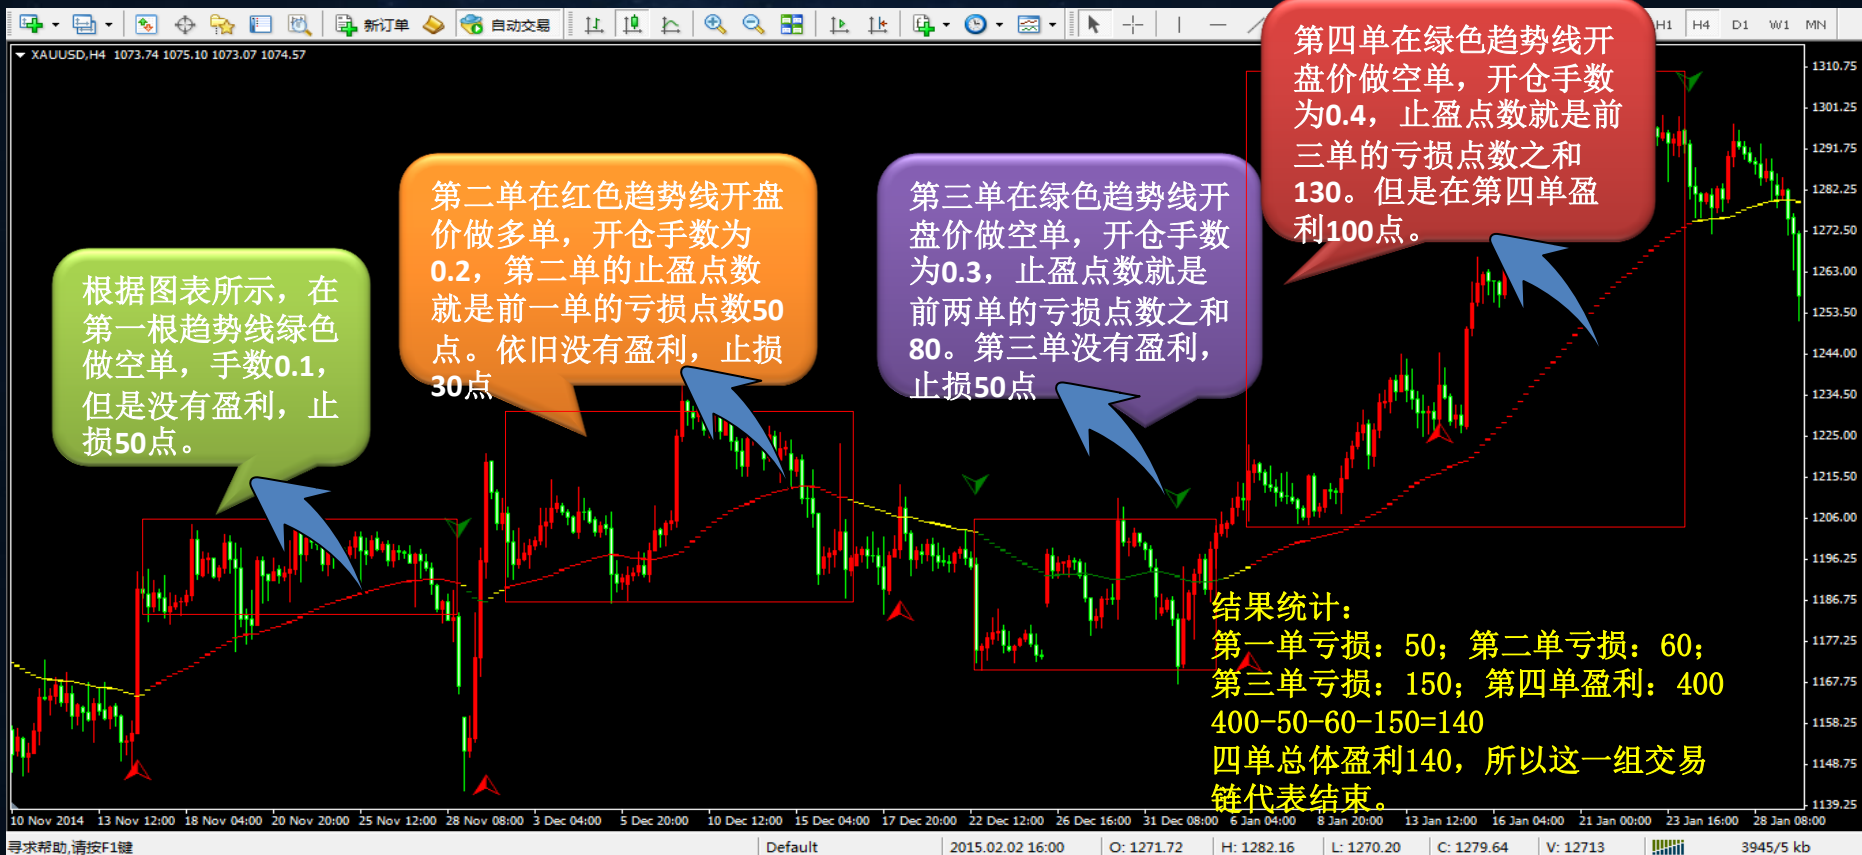 新订单
自动交易
H1 H4 D1 W1 MN
XAUUSD,H4 1073.74 1075.10 1073.07 1074.57
根据图表所示，在
第一根趋势线绿色
做空单，手数0.1，
但是没有盈利，止
损50点。
第二单在红色趋势线开盘
价做多单，开仓手数为
0.2，第二单的止盈点数
就是前一单的亏损点数50
点。依旧没有盈利，止损
30点
第三单在绿色趋势线开
盘价做空单，开仓手数
为0.3，止盈点数就是
前两单的亏损点数之和
80。第三单没有盈利，
止损50点
第四单在绿色趋势线开
盘价做空单，开仓手数
为0.4，止盈点数就是前
三单的亏损点数之和
130。但是在第四单盈
利100点。
1310.75
1301.25
1291.75
1282.25
1272.50
1263.00
1253.50
1244.00
1234.50
1225.00
1215.50
1206.00
1196.25
1186.75
1177.25
1167.75
1158.25
1148.75
1139.25
结果统计：
第一单亏损：50；第二单亏损：60；
第三单亏损：150；第四单盈利：400
400-50-60-150=140
四单总体盈利140，所以这一组交易
链代表结束。
10 Nov 2014 13 Nov 12:00 18 Nov 04:00 20 Nov 20:00 25 Nov 12:00 28 Nov 08:00 3 Dec 04:00 5 Dec 20:00 10 Dec 12:00 15 Dec 04:00 17 Dec 20:00 22 Dec 12:00 26 Dec 16:00 31 Dec 08:00 6 Jan 04:00 8 Jan 20:00 13 Jan 12:00 16 Jan 04:00 21 Jan 00:00 23 Jan 16:00 28 Jan 08:00
寻求帮助,请按F1键 Default 2015.02.02 16:00 O: 1271.72 H: 1282.16 L: 1270.20 C: 1279.64 V: 12713 3945/5 kb